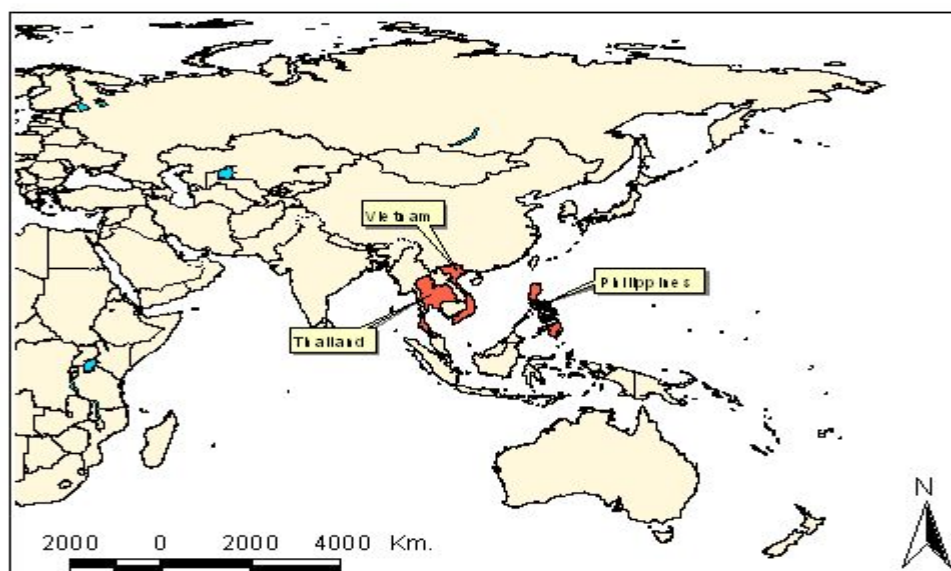 Vietnam
Philippines
Thailand
N
2000 0 2000 4000 Km.